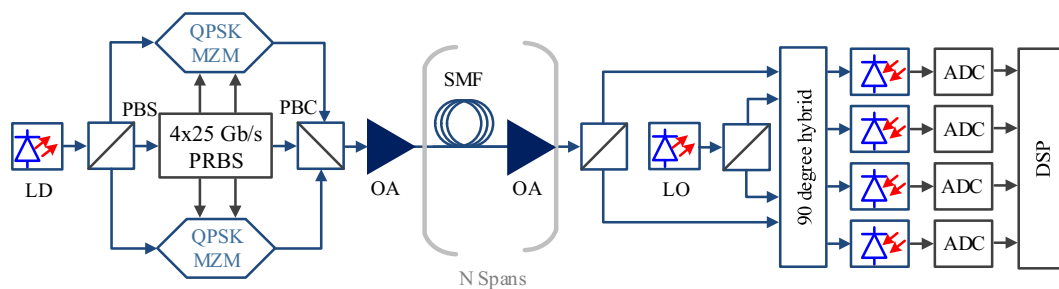 QPSK
MZM
PBS
4x25 Gb/s
PRBS
PBC
LD
QPSK
MZM
OA
SMF
OA
N Spans
LO
90 degree hybrid
ADC
ADC
ADC
ADC
DSP